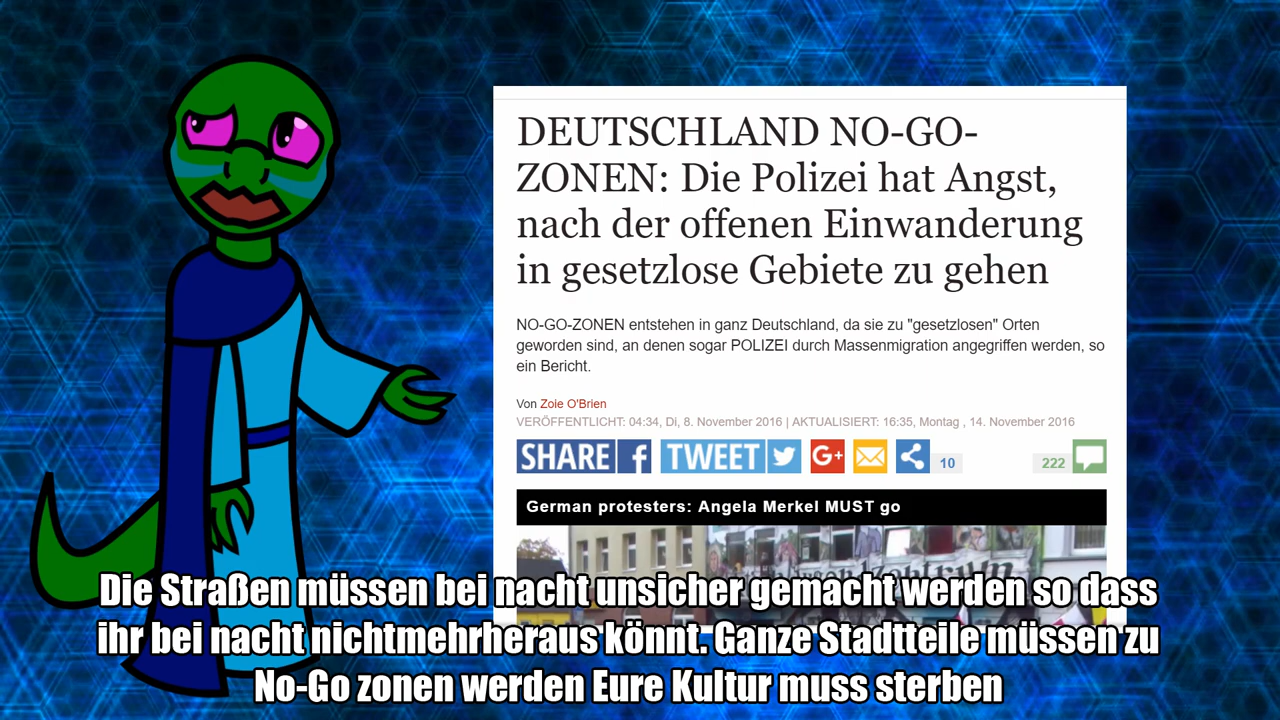 DEUTSCHLAND NO-GO-
ZONEN: Die Polizei hat Angst,
nach der offenen Einwanderung
in gesetzlose Gebiete zu gehen
NO-GO-ZONEN entstehen in ganz Deutschland, da sie zu "gesetzlosen" Orten
geworden sind, an denen sogar POLIZEI durch Massenmigration angegriffen werden, so
ein Bericht.
Von Zoie O'Brien
VERÖFFENTLICHT: 04:34, Di, 8. November 2016 | AKTUALISIERT: 16:35, Montag , 14. November 2016
SHARE f TWEET G+ 10 222
German protesters: Angela Merkel MUST go
Die Straßen müssen bei nacht unsicher gemacht werden so dass
ihr bei nacht nichtmehrheraus könnt. Ganze Stadtteile müssen zu
No-Go zonen werden Eure Kultur muss sterben